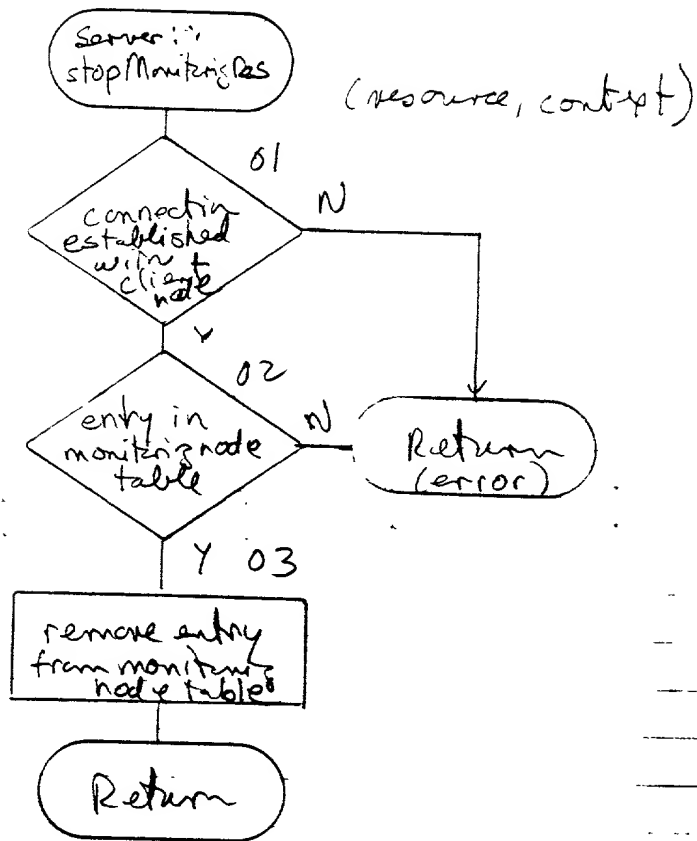 Server::
stopMonitoringRes
(resource, context)
01
connection
established
with
client
node
N
Y
02
entry in
monitoring node
table
N
Return
(error)
Y 03
remove entry
from monitoring
node table
Return